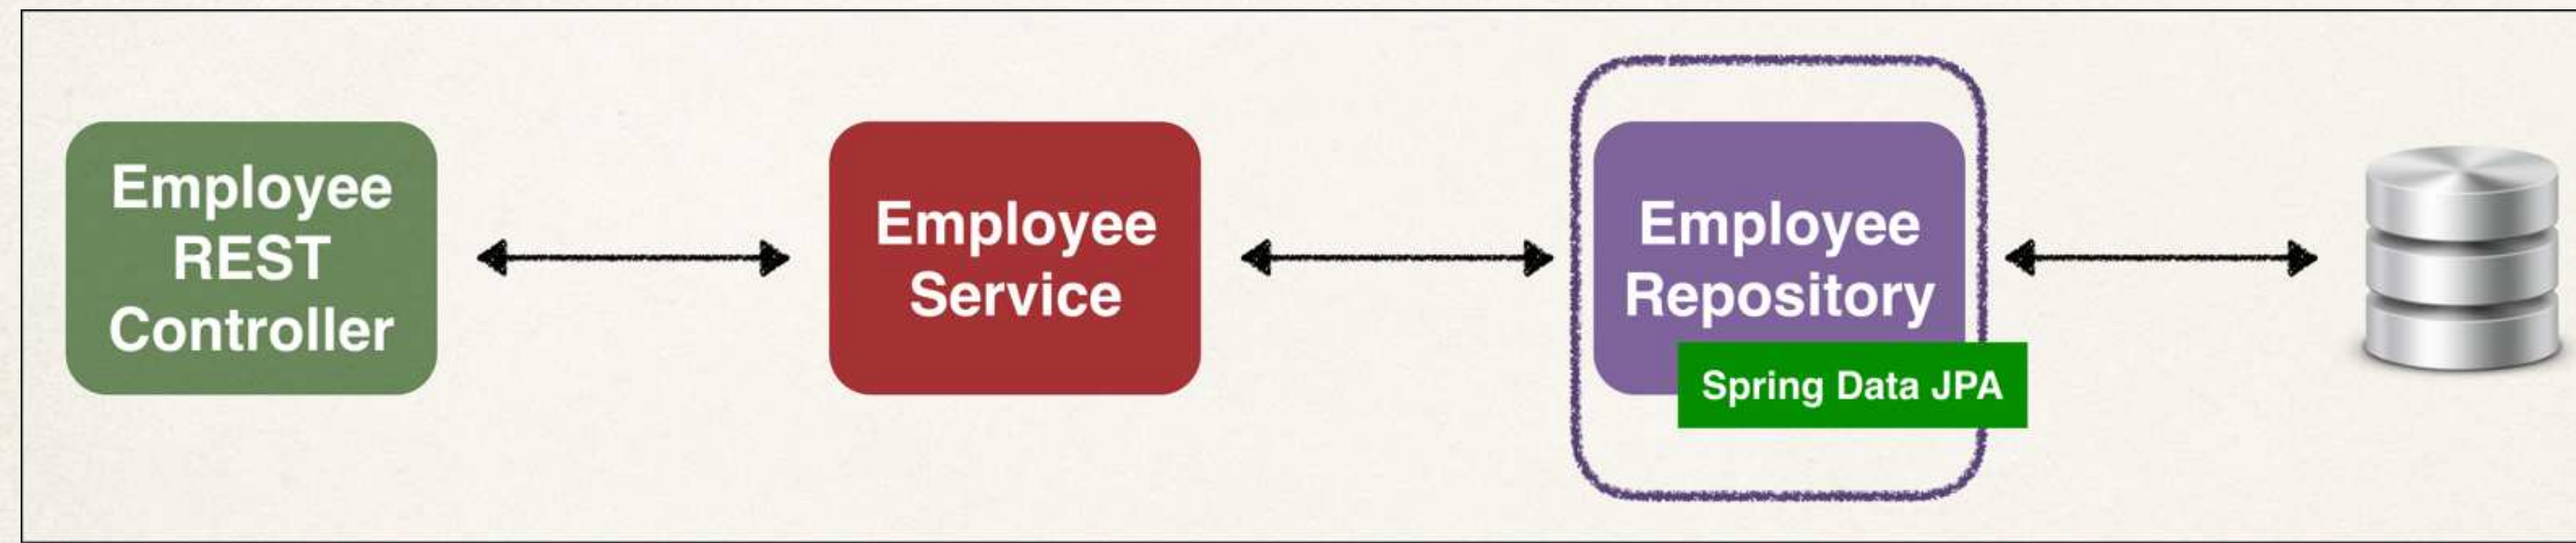 Employee
REST
Controller
Employee
Service
Employee
Repository
Spring Data JPA